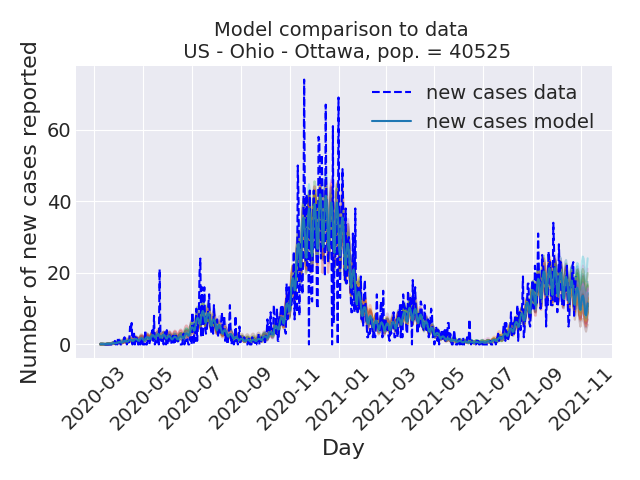 Model comparison to data
US - Ohio - Ottawa, pop. = 40525
Number of new cases reported
60
40
20
0
new cases data
new cases model
2020-03
2020-05
2020-07
2020-09
2020-11
2021-01
2021-03
2021-05
2021-07
2021-09
2021-11
Day